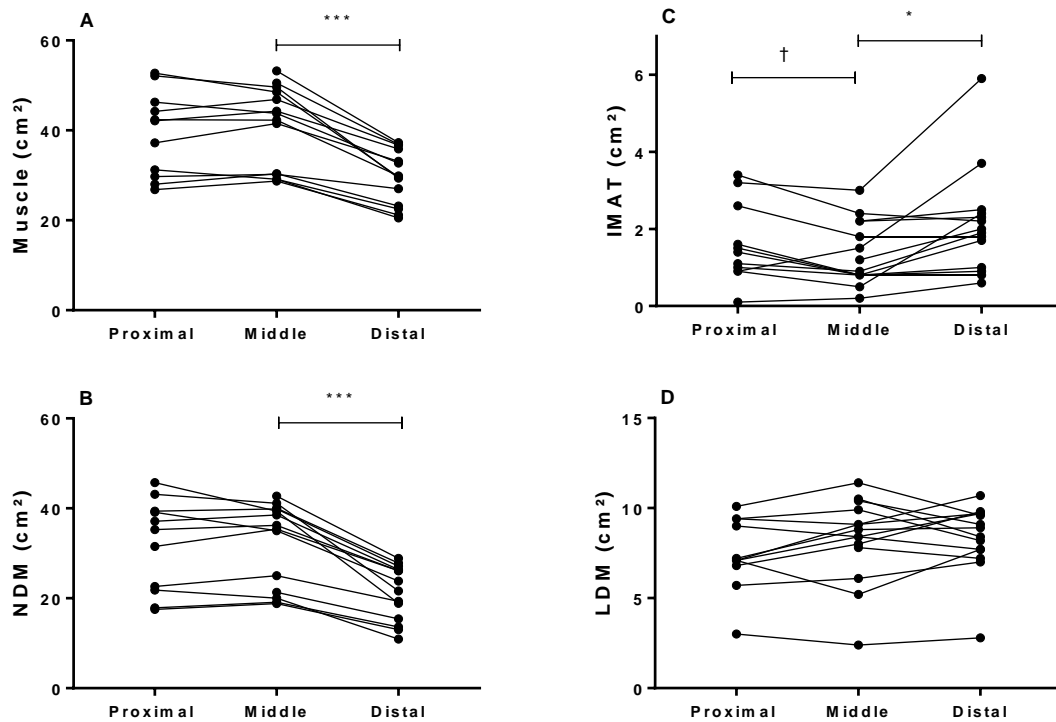 A
***
60
40
20
0
Muscle (cm²)
Proximal Middle Distal
C
*
†
6
4
2
0
IMAT (cm²)
Proximal Middle Distal
B
***
60
40
20
0
NDM (cm²)
Proximal Middle Distal
D
15
10
5
0
LDM (cm²)
Proximal Middle Distal